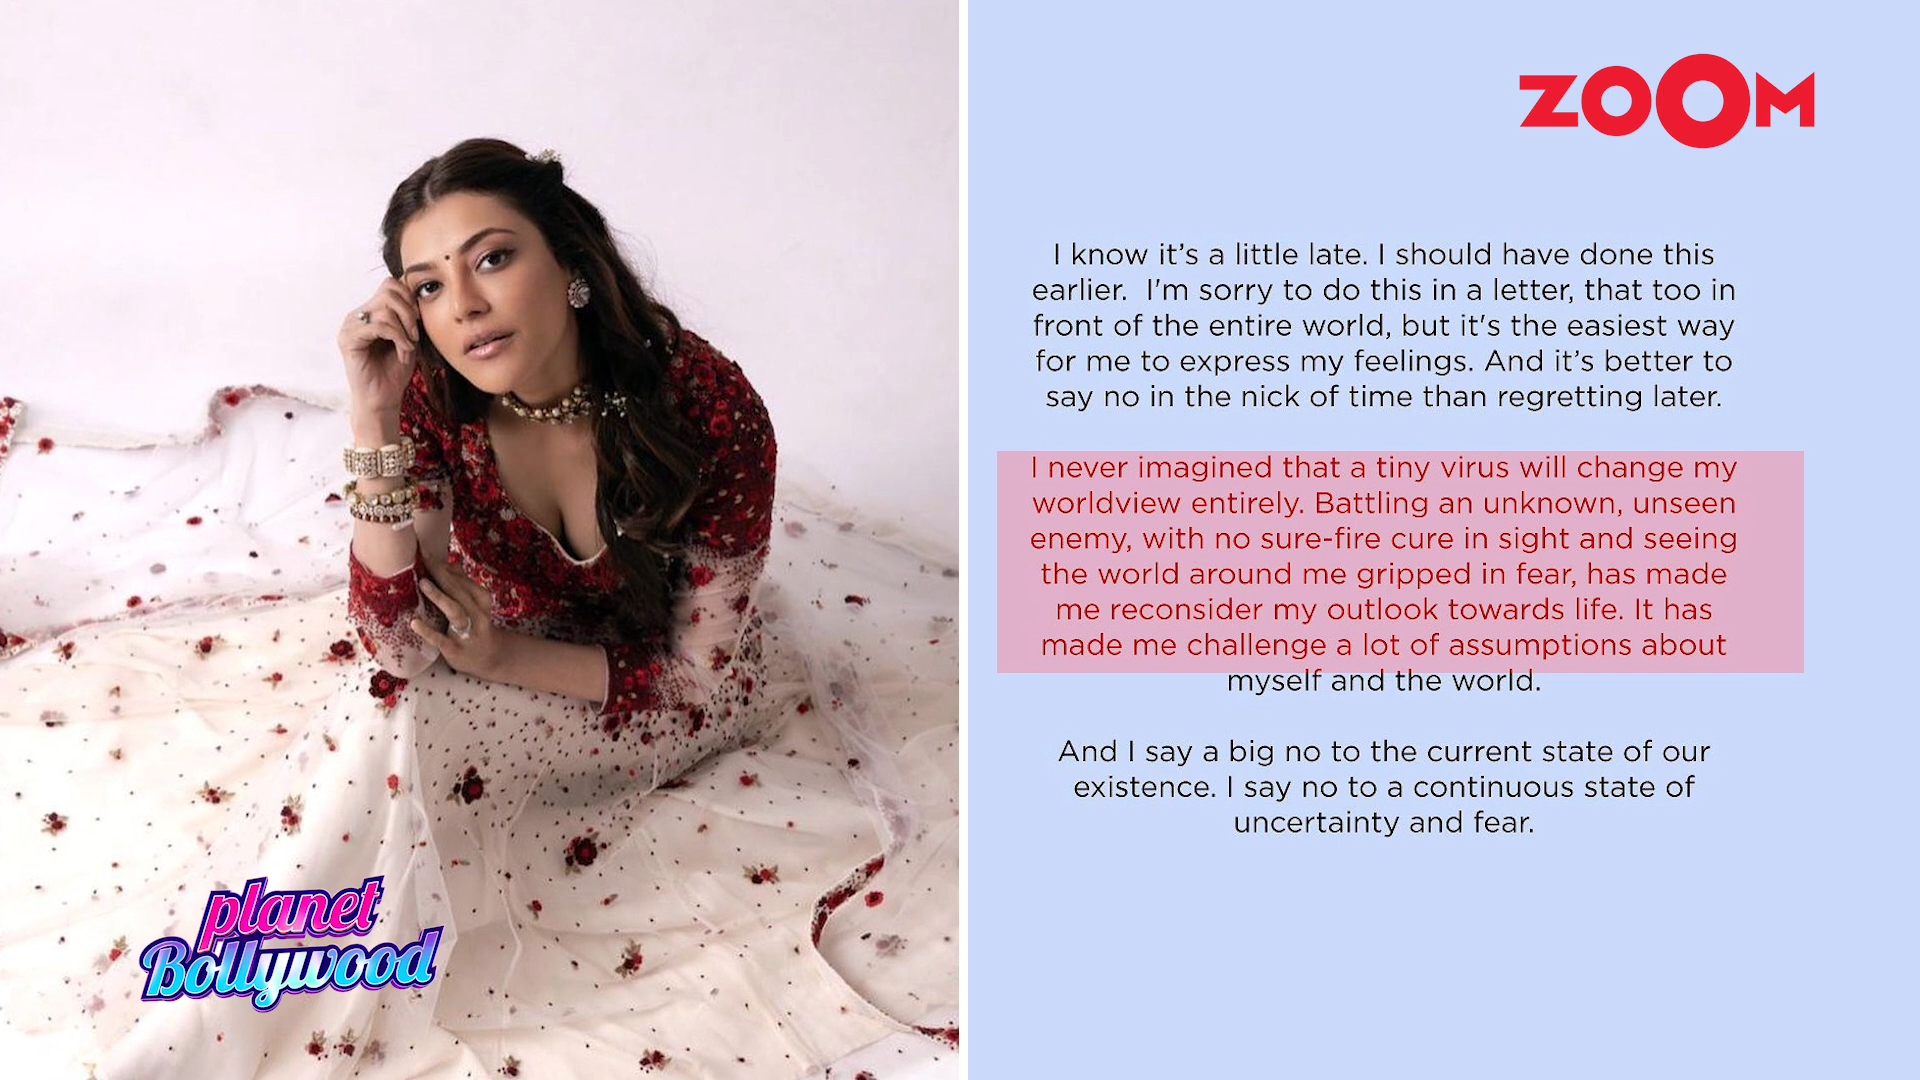 ZOOM
I know it’s a little late. I should have done this
earlier.  I'm sorry to do this in a letter, that too in
front of the entire world, but it's the easiest way
for me to express my feelings. And it’s better to
say no in the nick of time than regretting later.
I never imagined that a tiny virus will change my
worldview entirely. Battling an unknown, unseen
enemy, with no sure-fire cure in sight and seeing
the world around me gripped in fear, has made
me reconsider my outlook towards life. It has
made me challenge a lot of assumptions about
myself and the world.
And I say a big no to the current state of our
existence. I say no to a continuous state of
uncertainty and fear.
planet
Bollywood